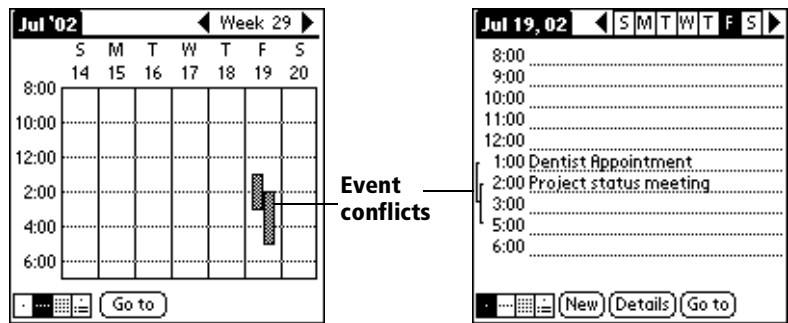 Jul '02 Week 29
S M T W T F S
14 15 16 17 18 19 20
8:00
10:00
12:00
2:00
4:00
6:00
Go to
Event
conflicts
Jul 19, 02 S M T W T F S
8:00
9:00
10:00
11:00
12:00
1:00 Dentist Appointment
2:00 Project status meeting
3:00
5:00
6:00
New Details Go to